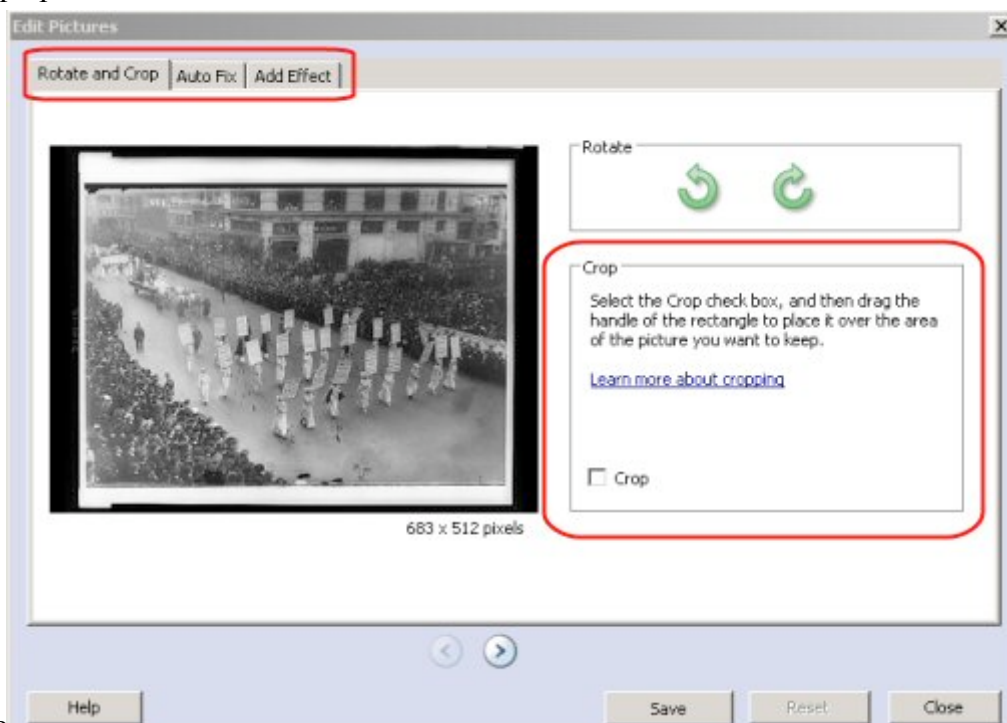 Edit Pictures
Rotate and Crop Auto Fix Add Effect
Rotate
Crop
Select the Crop check box, and then drag the
handle of the rectangle to place it over the area
of the picture you want to keep.
Learn more about cropping
Crop
683 x 512 pixels
Help Save Reset Close